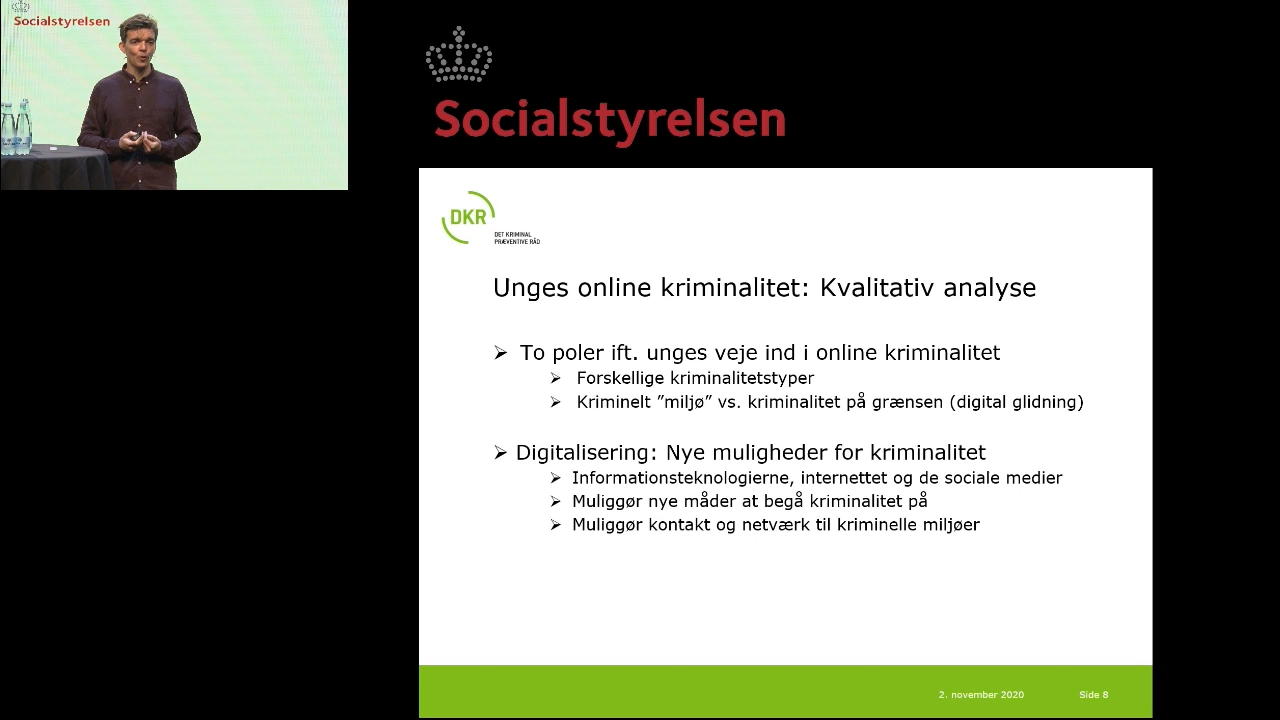 Socialstyrelsen
Socialstyrelsen
DKR
DET KRIMINAL
PRÆVENTIVE RÅD
Unges online kriminalitet: Kvalitativ analyse
➢ To poler ift. unges veje ind i online kriminalitet
➢ Forskellige kriminalitetstyper
➢ Kriminelt ”miljø” vs. kriminalitet på grænsen (digital glidning)
➢ Digitalisering: Nye muligheder for kriminalitet
➢ Informationsteknologierne, internettet og de sociale medier
➢ Muliggør nye måder at begå kriminalitet på
➢ Muliggør kontakt og netværk til kriminelle miljøer
2. november 2020 Side 8